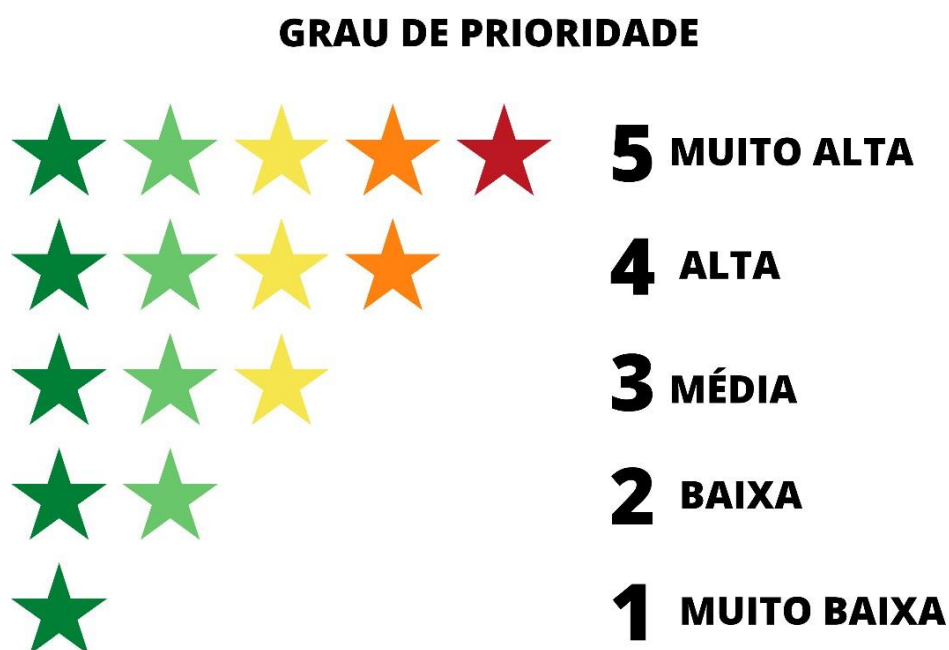 GRAU DE PRIORIDADE
5 MUITO ALTA
4 ALTA
3 MÉDIA
2 BAIXA
1 MUITO BAIXA